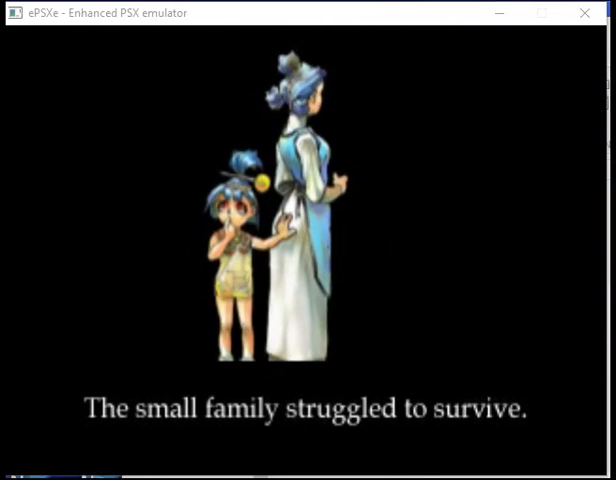 ePSXe - Enhanced PSX emulator
The small family struggled to survive.